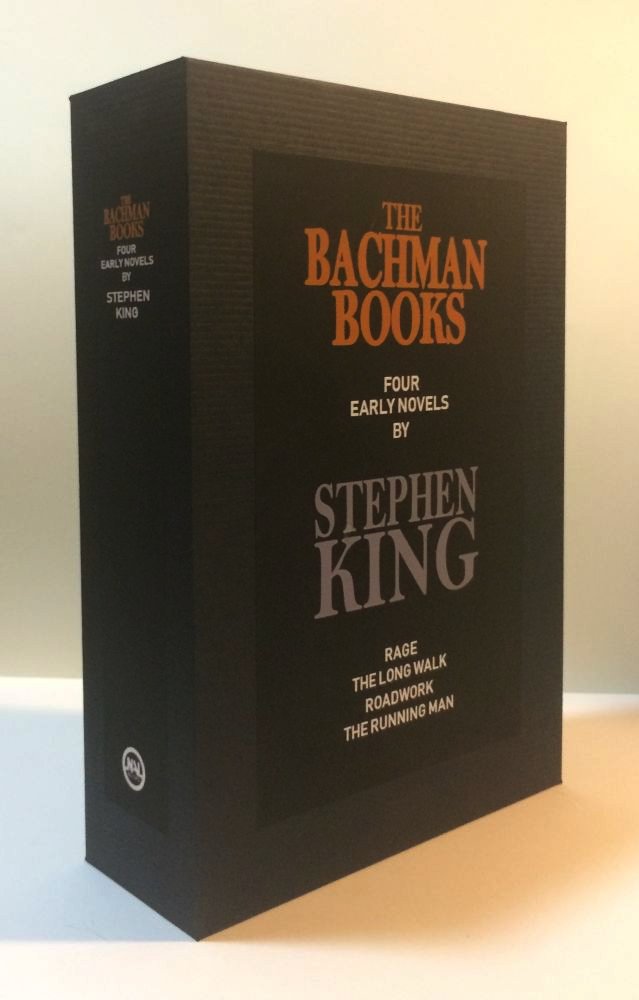 THE
BACHMAN
BOOKS
FOUR
EARLY NOVELS
BY
STEPHEN
KING
NAL
THE
BACHMAN
BOOKS
FOUR
EARLY NOVELS
BY
STEPHEN
KING
RAGE
THE LONG WALK
ROADWORK
THE RUNNING MAN